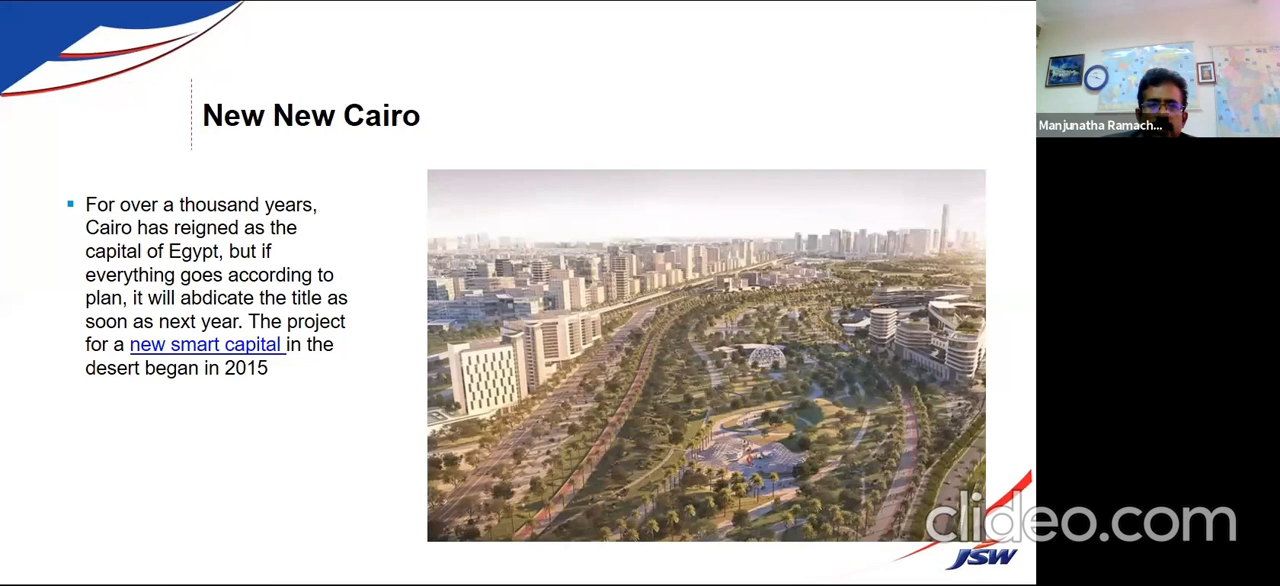 New New Cairo
Manjunatha Ramach...
For over a thousand years,
Cairo has reigned as the
capital of Egypt, but if
everything goes according to
plan, it will abdicate the title as
soon as next year. The project
for a new smart capital in the
desert began in 2015
clideo.com
JSW